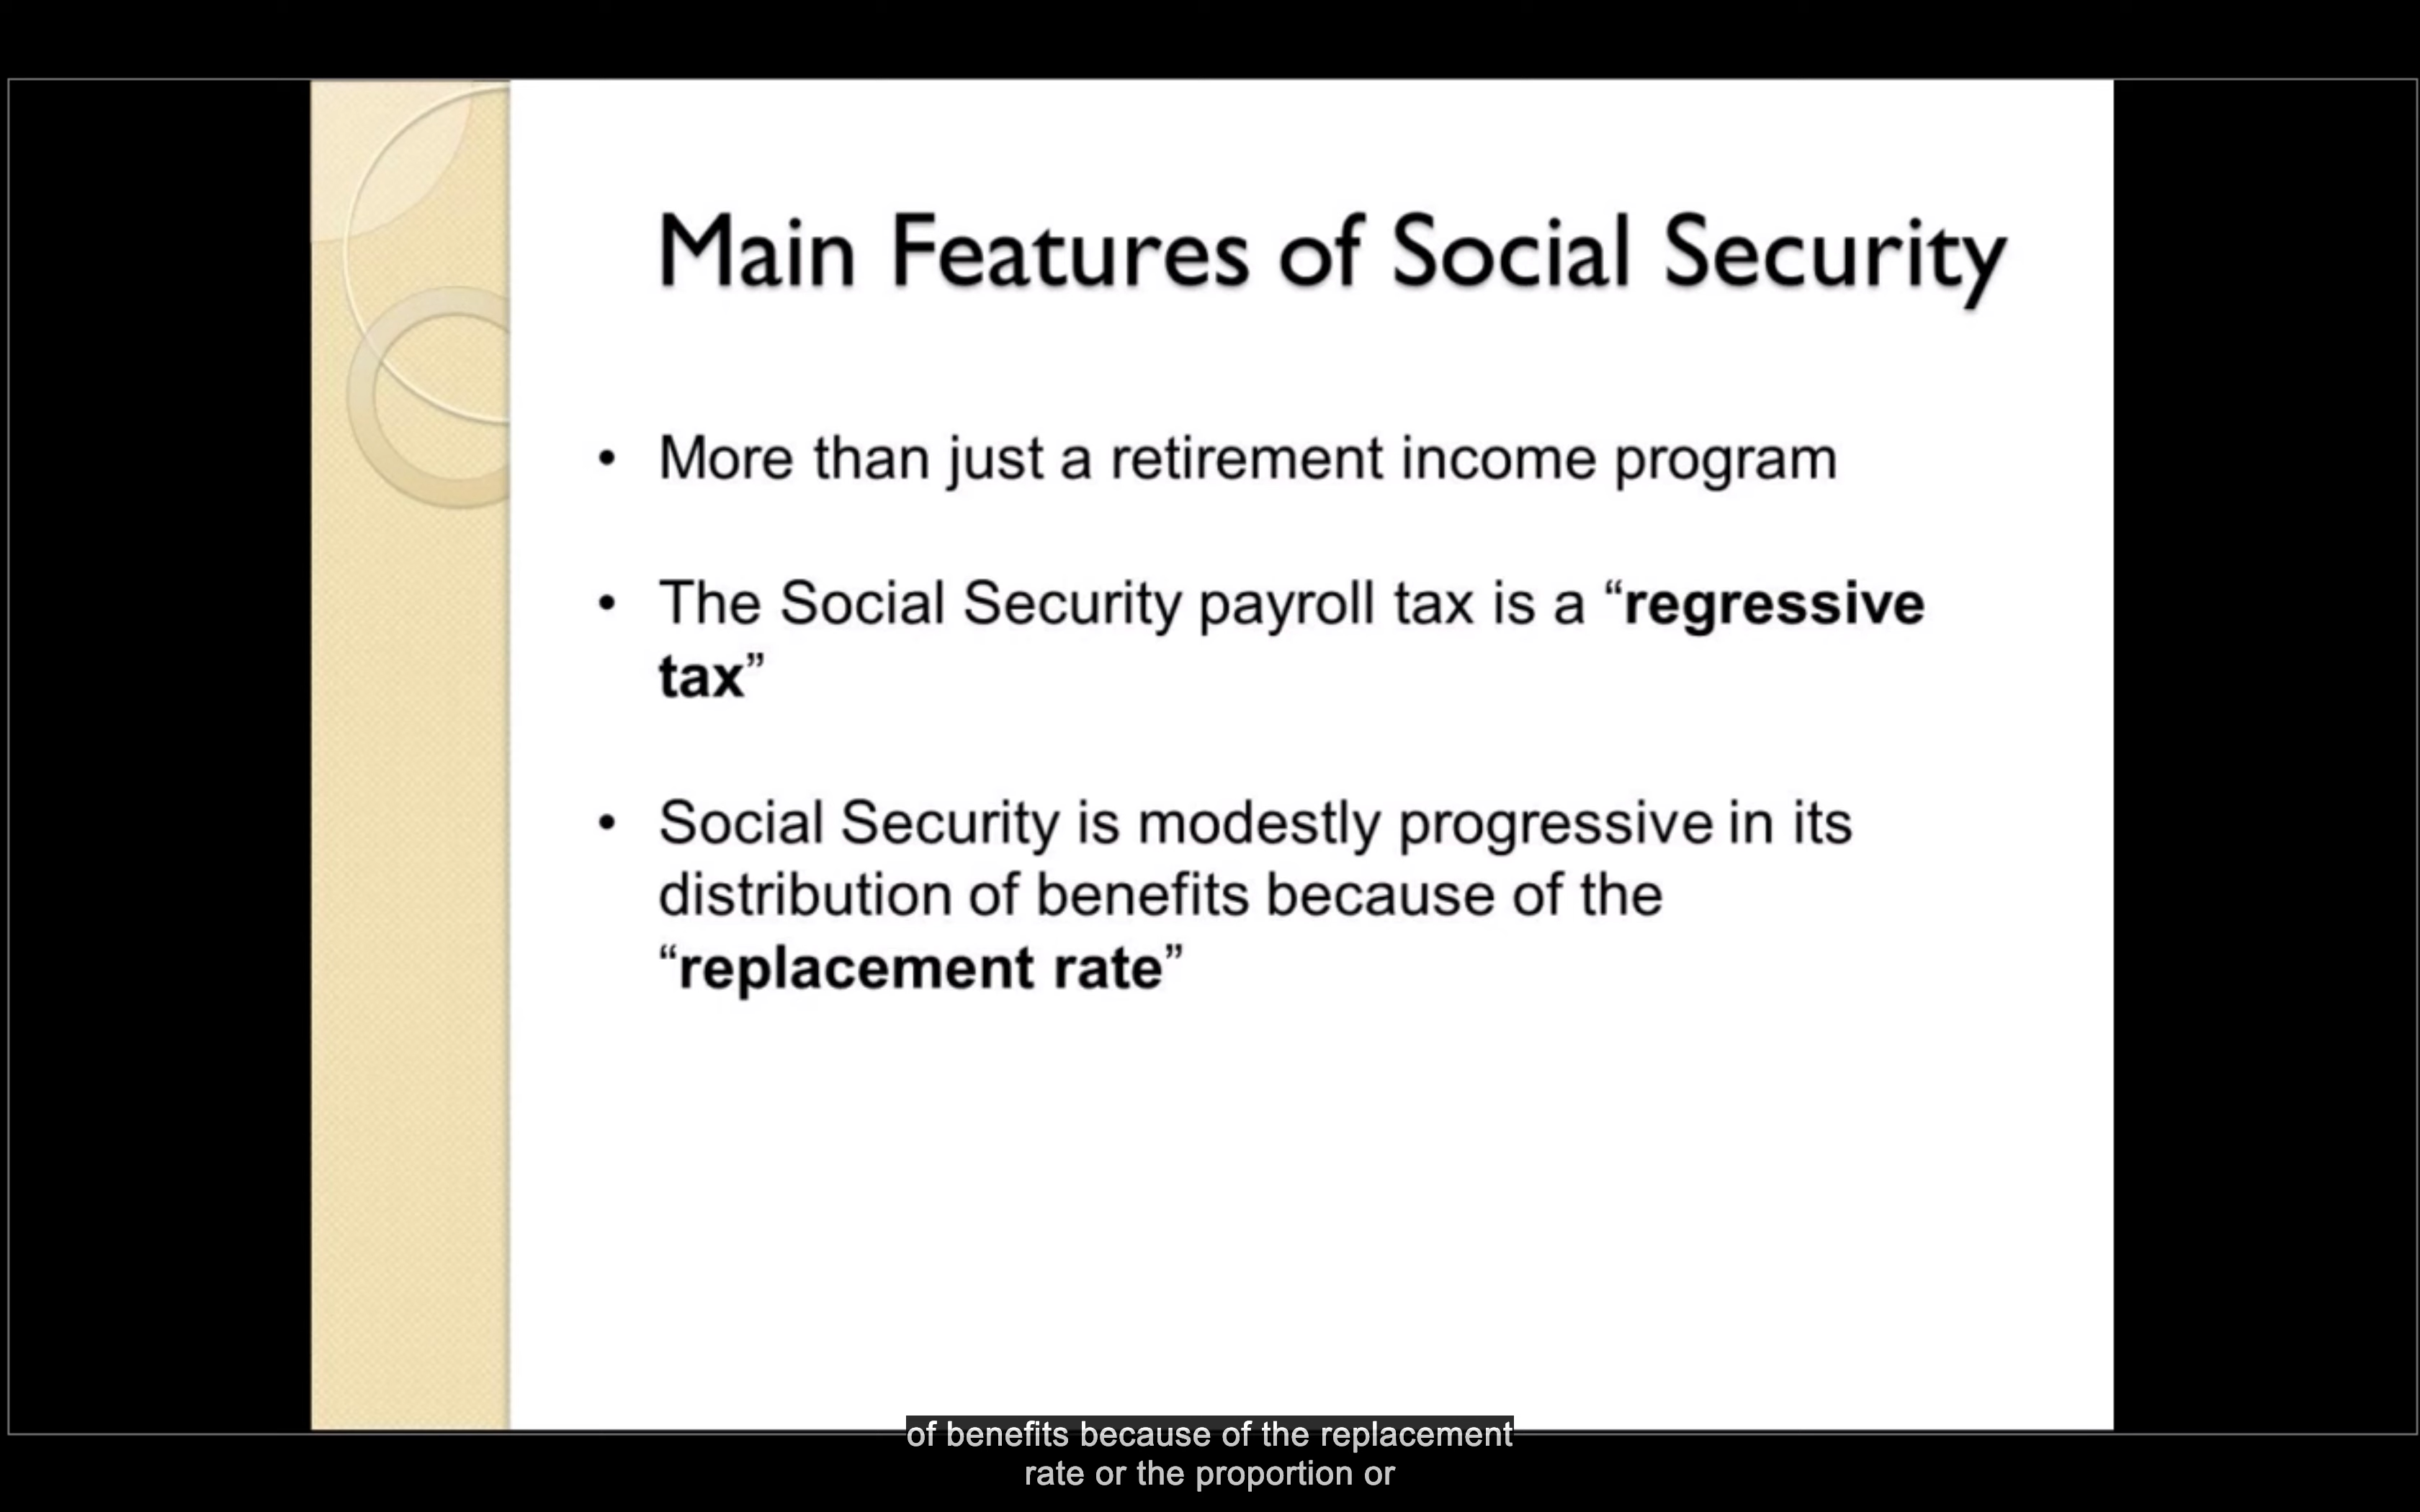 Main Features of Social Security
• More than just a retirement income program
• The Social Security payroll tax is a “regressive
tax”
• Social Security is modestly progressive in its
distribution of benefits because of the
“replacement rate”
of benefits because of the replacement
rate or the proportion or